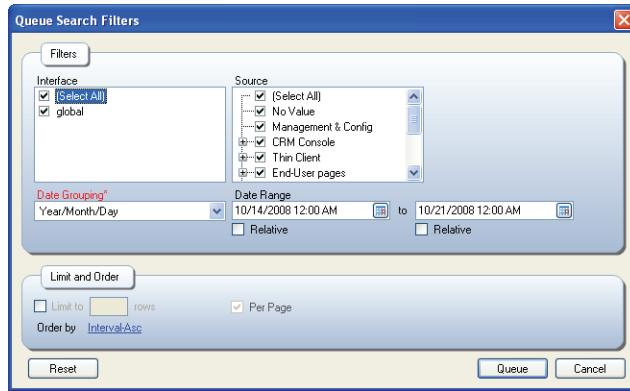 Queue Search Filters
Filters
Interface
(Select All)
global
Source
(Select All)
No Value
Management & Config
CRM Console
Thin Client
End-User pages
Date Grouping*
Year/Month/Day
Date Range
10/14/2008 12:00 AM to 10/21/2008 12:00 AM
Relative Relative
Limit and Order
Limit to rows Per Page
Order by Interval-Asc
Reset Queue Cancel